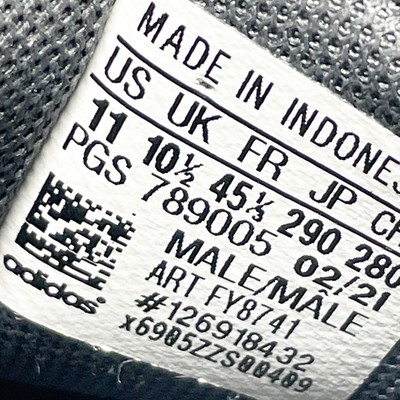 MADE IN INDONES
US UK FR JP CH
11 10½ 45⅓ 290 280
PGS 789005 02/21
MALE/MÂLE
ART FY8741
#126918432
x6905ZZS00409
adidas